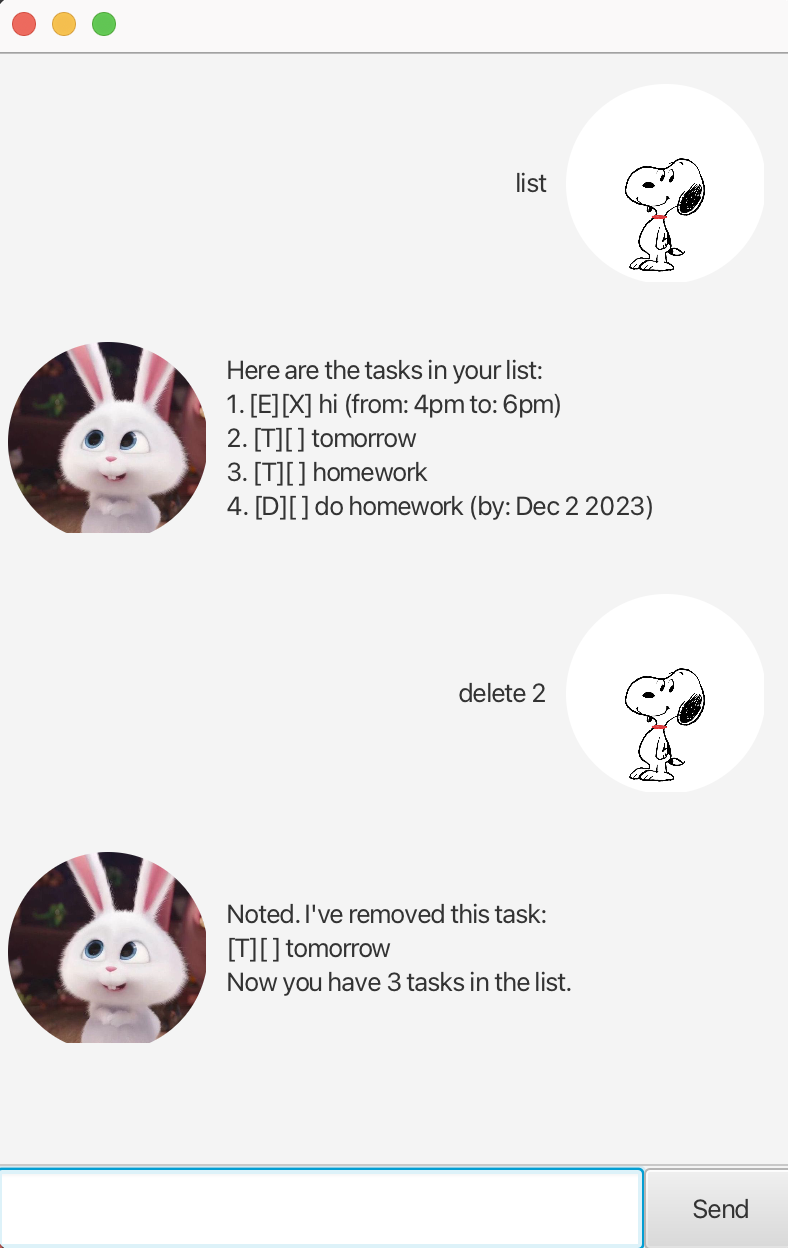 list
Here are the tasks in your list:
1. [E][X] hi (from: 4pm to: 6pm)
2. [T][ ] tomorrow
3. [T][ ] homework
4. [D][ ] do homework (by: Dec 2 2023)
delete 2
Noted. I've removed this task:
[T][ ] tomorrow
Now you have 3 tasks in the list.
Send